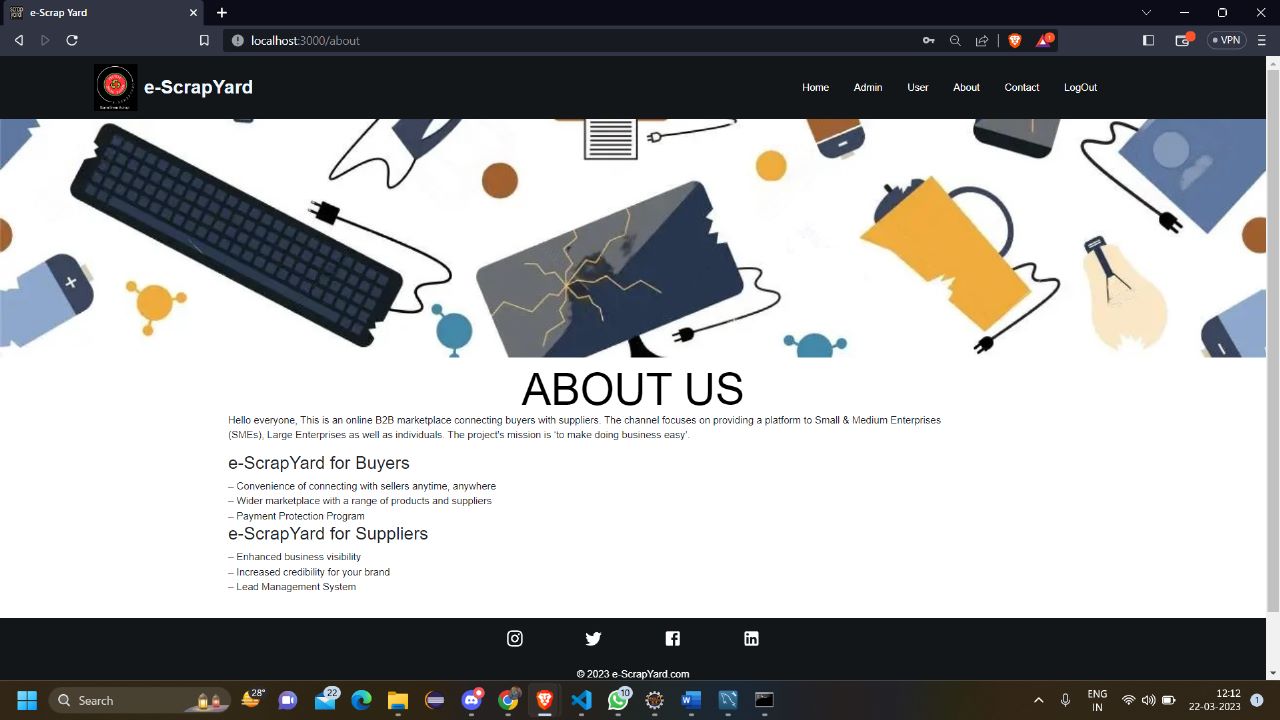 e-Scrap Yard
localhost:3000/about
1
VPN
e-ScrapYard
Home
Admin
User
About
Contact
LogOut
ABOUT US
Hello everyone, This is an online B2B marketplace connecting buyers with suppliers. The channel focuses on providing a platform to Small & Medium Enterprises
(SMEs), Large Enterprises as well as individuals. The project's mission is 'to make doing business easy'.
e-ScrapYard for Buyers
– Convenience of connecting with sellers anytime, anywhere
– Wider marketplace with a range of products and suppliers
– Payment Protection Program
e-ScrapYard for Suppliers
– Enhanced business visibility
– Increased credibility for your brand
– Lead Management System
© 2023 e-ScrapYard.com
Search
28°
22
10
ENG
IN
12:12
22-03-2023
1